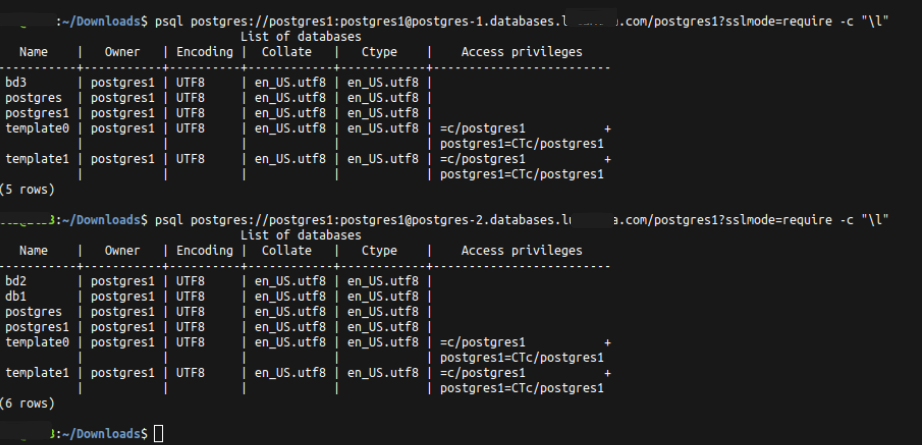 :~/Downloads$ psql postgres://postgres1:postgres1@postgres-1.databases.l .com/postgres1?sslmode=require -c "\l"
List of databases
Name | Owner | Encoding | Collate | Ctype | Access privileges
-----------+-----------+----------+------------+------------+-----------------------
bd3 | postgres1 | UTF8 | en_US.utf8 | en_US.utf8 |
postgres | postgres1 | UTF8 | en_US.utf8 | en_US.utf8 |
postgres1 | postgres1 | UTF8 | en_US.utf8 | en_US.utf8 |
template0 | postgres1 | UTF8 | en_US.utf8 | en_US.utf8 | =c/postgres1 +
| | | | | postgres1=CTc/postgres1
template1 | postgres1 | UTF8 | en_US.utf8 | en_US.utf8 | =c/postgres1 +
| | | | | postgres1=CTc/postgres1
(5 rows)
3:~/Downloads$ psql postgres://postgres1:postgres1@postgres-2.databases.l a.com/postgres1?sslmode=require -c "\l"
List of databases
Name | Owner | Encoding | Collate | Ctype | Access privileges
-----------+-----------+----------+------------+------------+-----------------------
bd2 | postgres1 | UTF8 | en_US.utf8 | en_US.utf8 |
db1 | postgres1 | UTF8 | en_US.utf8 | en_US.utf8 |
postgres | postgres1 | UTF8 | en_US.utf8 | en_US.utf8 |
postgres1 | postgres1 | UTF8 | en_US.utf8 | en_US.utf8 |
template0 | postgres1 | UTF8 | en_US.utf8 | en_US.utf8 | =c/postgres1 +
| | | | | postgres1=CTc/postgres1
template1 | postgres1 | UTF8 | en_US.utf8 | en_US.utf8 | =c/postgres1 +
| | | | | postgres1=CTc/postgres1
(6 rows)
3:~/Downloads$